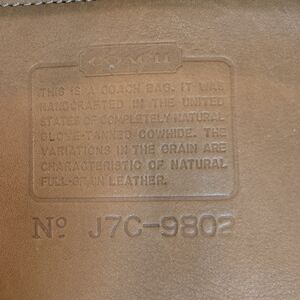 COACH
THIS IS A COACH BAG. IT WAS
HANDCRAFTED IN THE UNITED
STATES OF COMPLETELY NATURAL
GLOVE-TANNED COWHIDE. THE
VARIATIONS IN THE GRAIN ARE
CHARACTERISTIC OF NATURAL
FULL-GRAIN LEATHER.
Nº J7C-9802